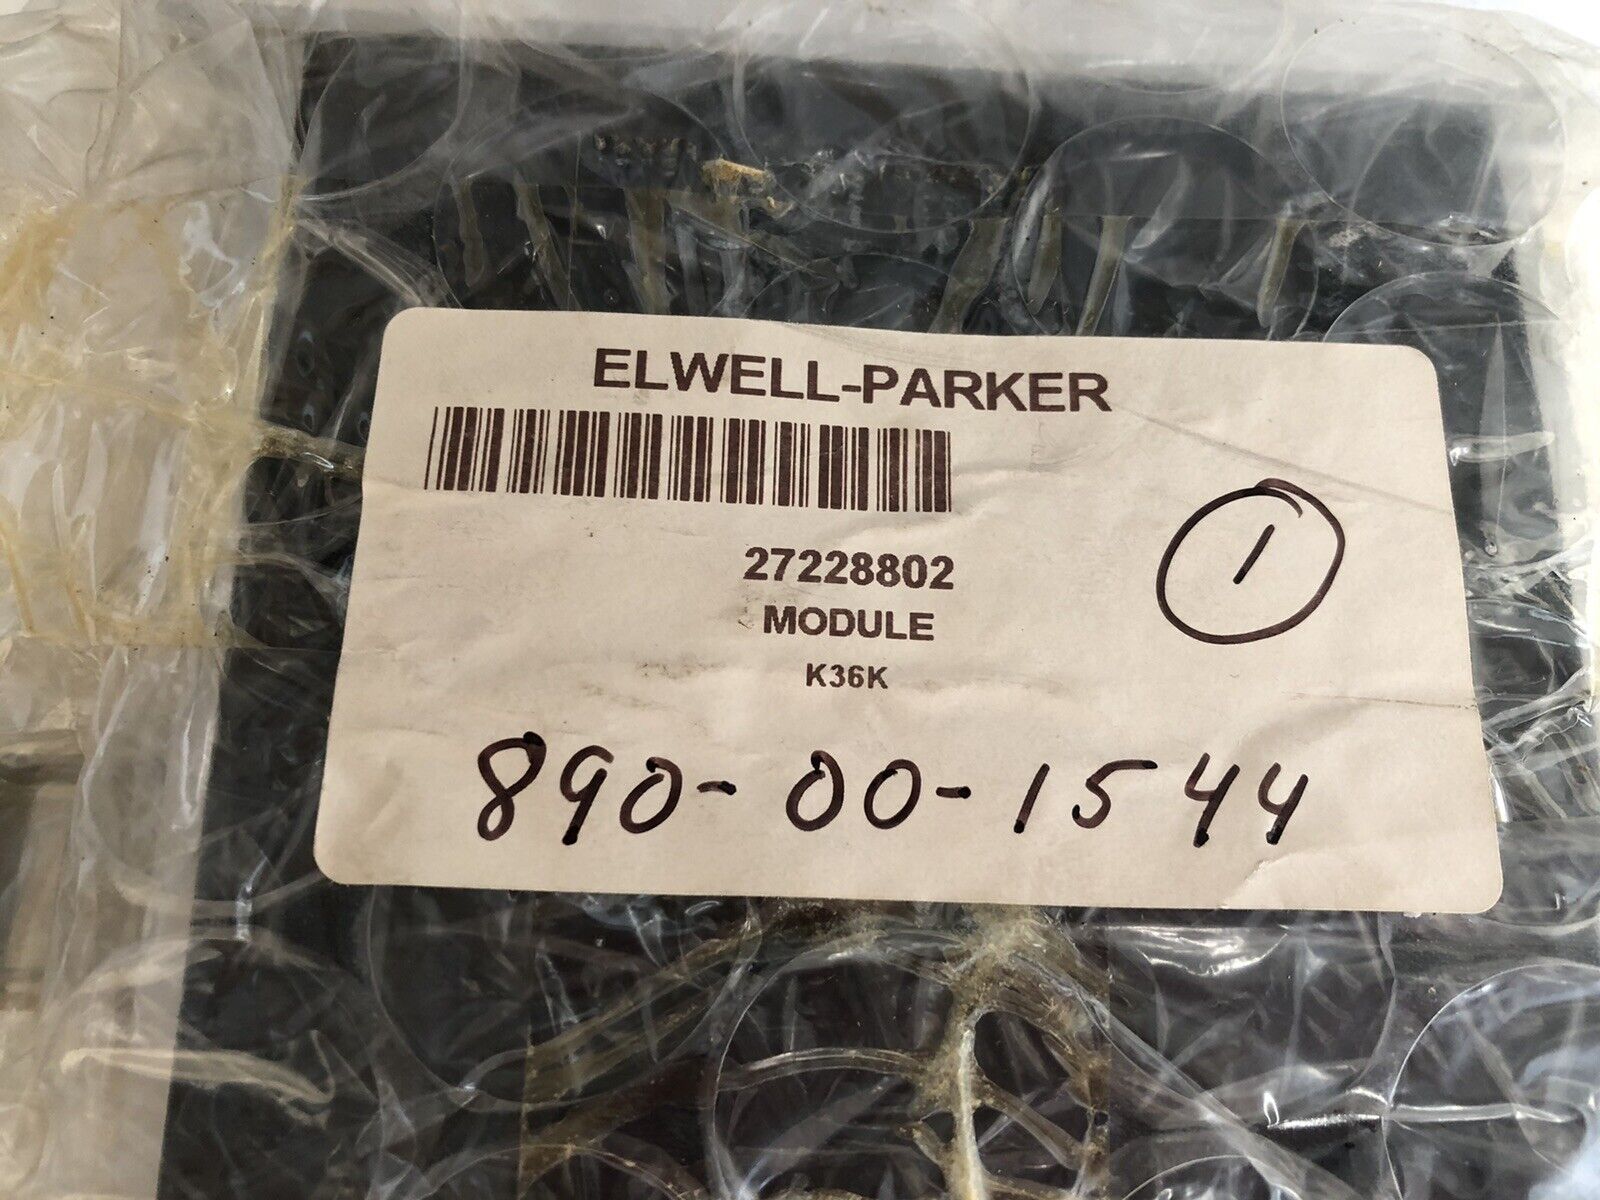 ELWELL-PARKER
27228802
1
MODULE
K36K
890-00-1544